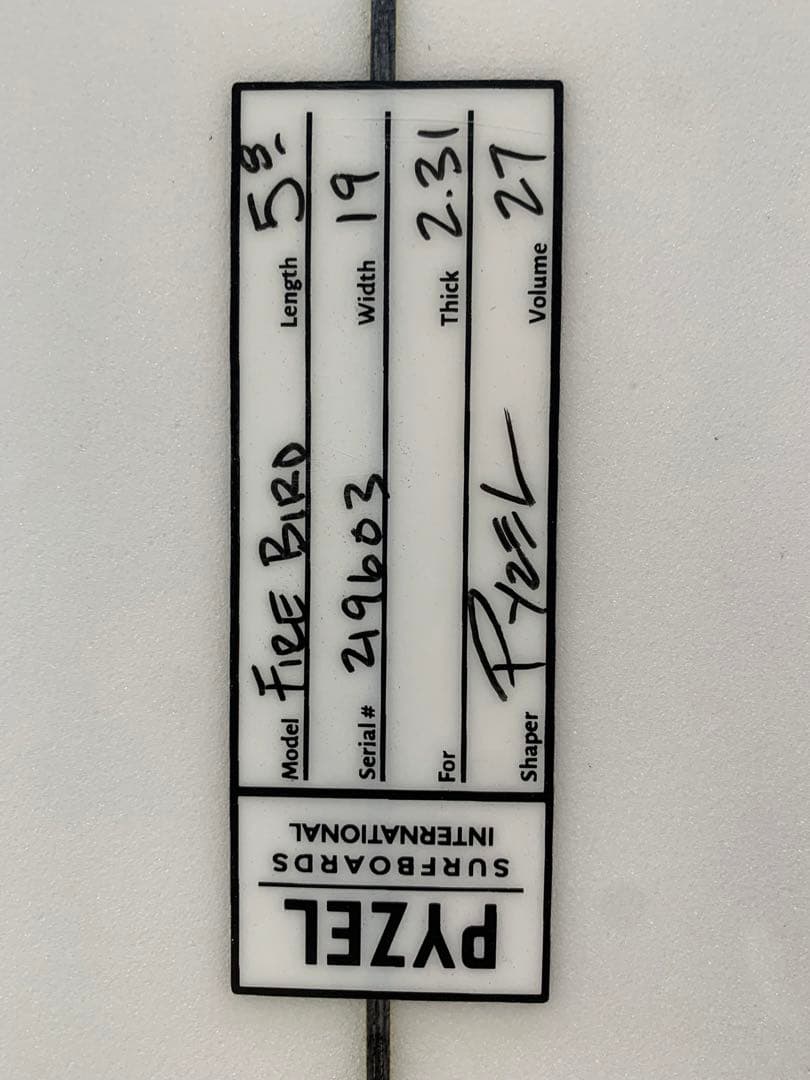 Model FIRE BIRD Length 5 8.
Serial # 219603 Width 19
For Thick 2.31
Shaper PYZEL Volume 27
PYZEL
SURFBOARDS
INTERNATIONAL